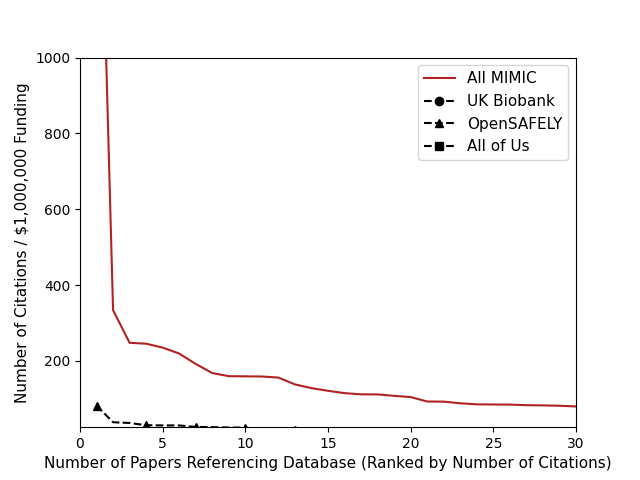 1000
800
600
400
200
0 5 10 15 20 25 30
Number of Citations / $1,000,000 Funding
Number of Papers Referencing Database (Ranked by Number of Citations)
All MIMIC
UK Biobank
OpenSAFELY
All of Us